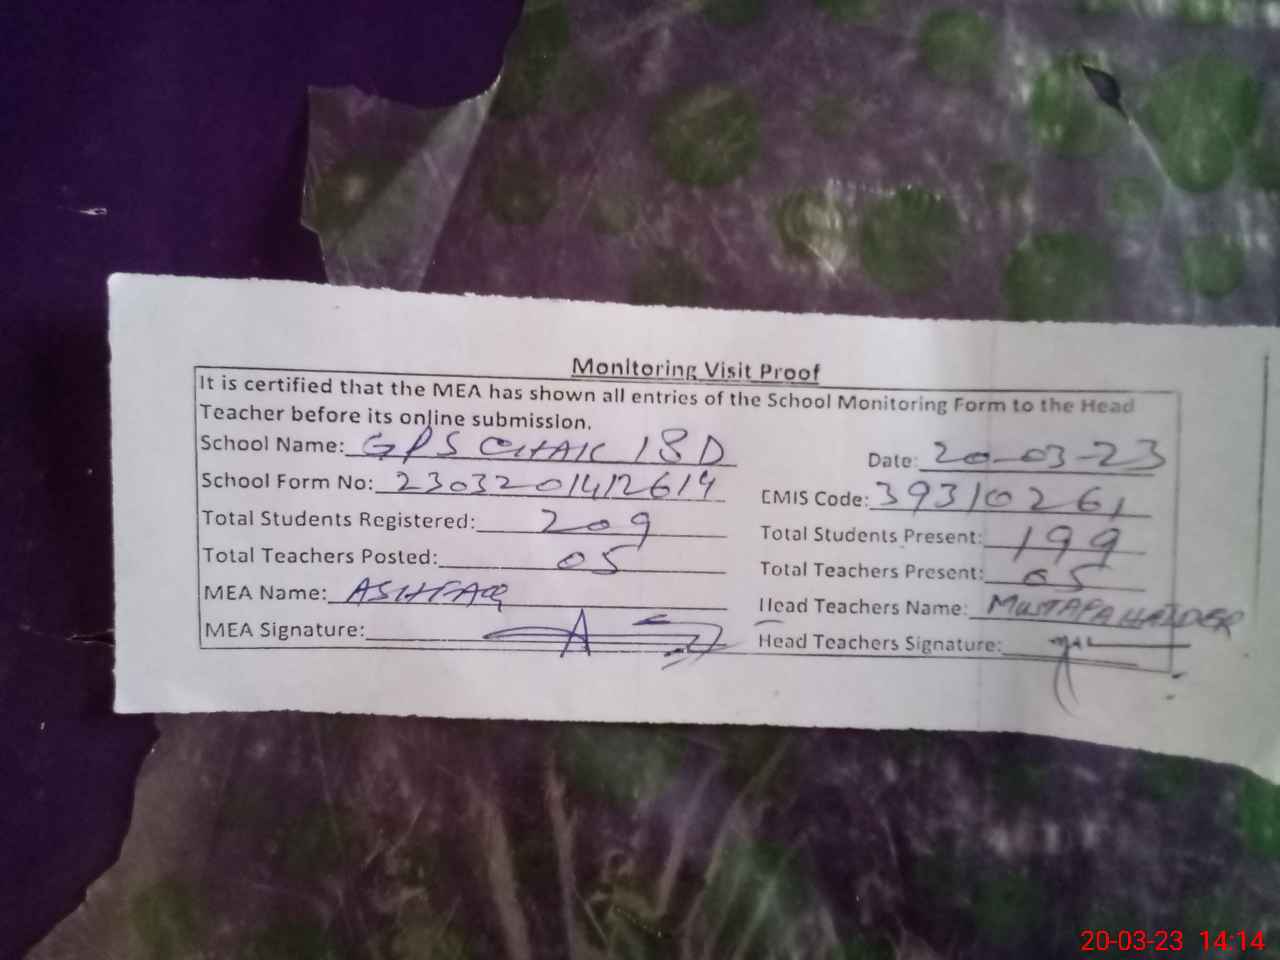 Monitoring Visit Proof
It is certified that the MEA has shown all entries of the School Monitoring Form to the Head
Teacher before its online submission.
School Name: GPS CHAK 18D Date: 20-03-23
School Form No: 2303201412614 EMIS Code: 39310261
Total Students Registered: 209 Total Students Present: 199
Total Teachers Posted: 05 Total Teachers Present: 05
MEA Name: ASHFAQ Head Teachers Name: MUSTAFA HAIDER
MEA Signature: Head Teachers Signature:
20-03-23 14:14